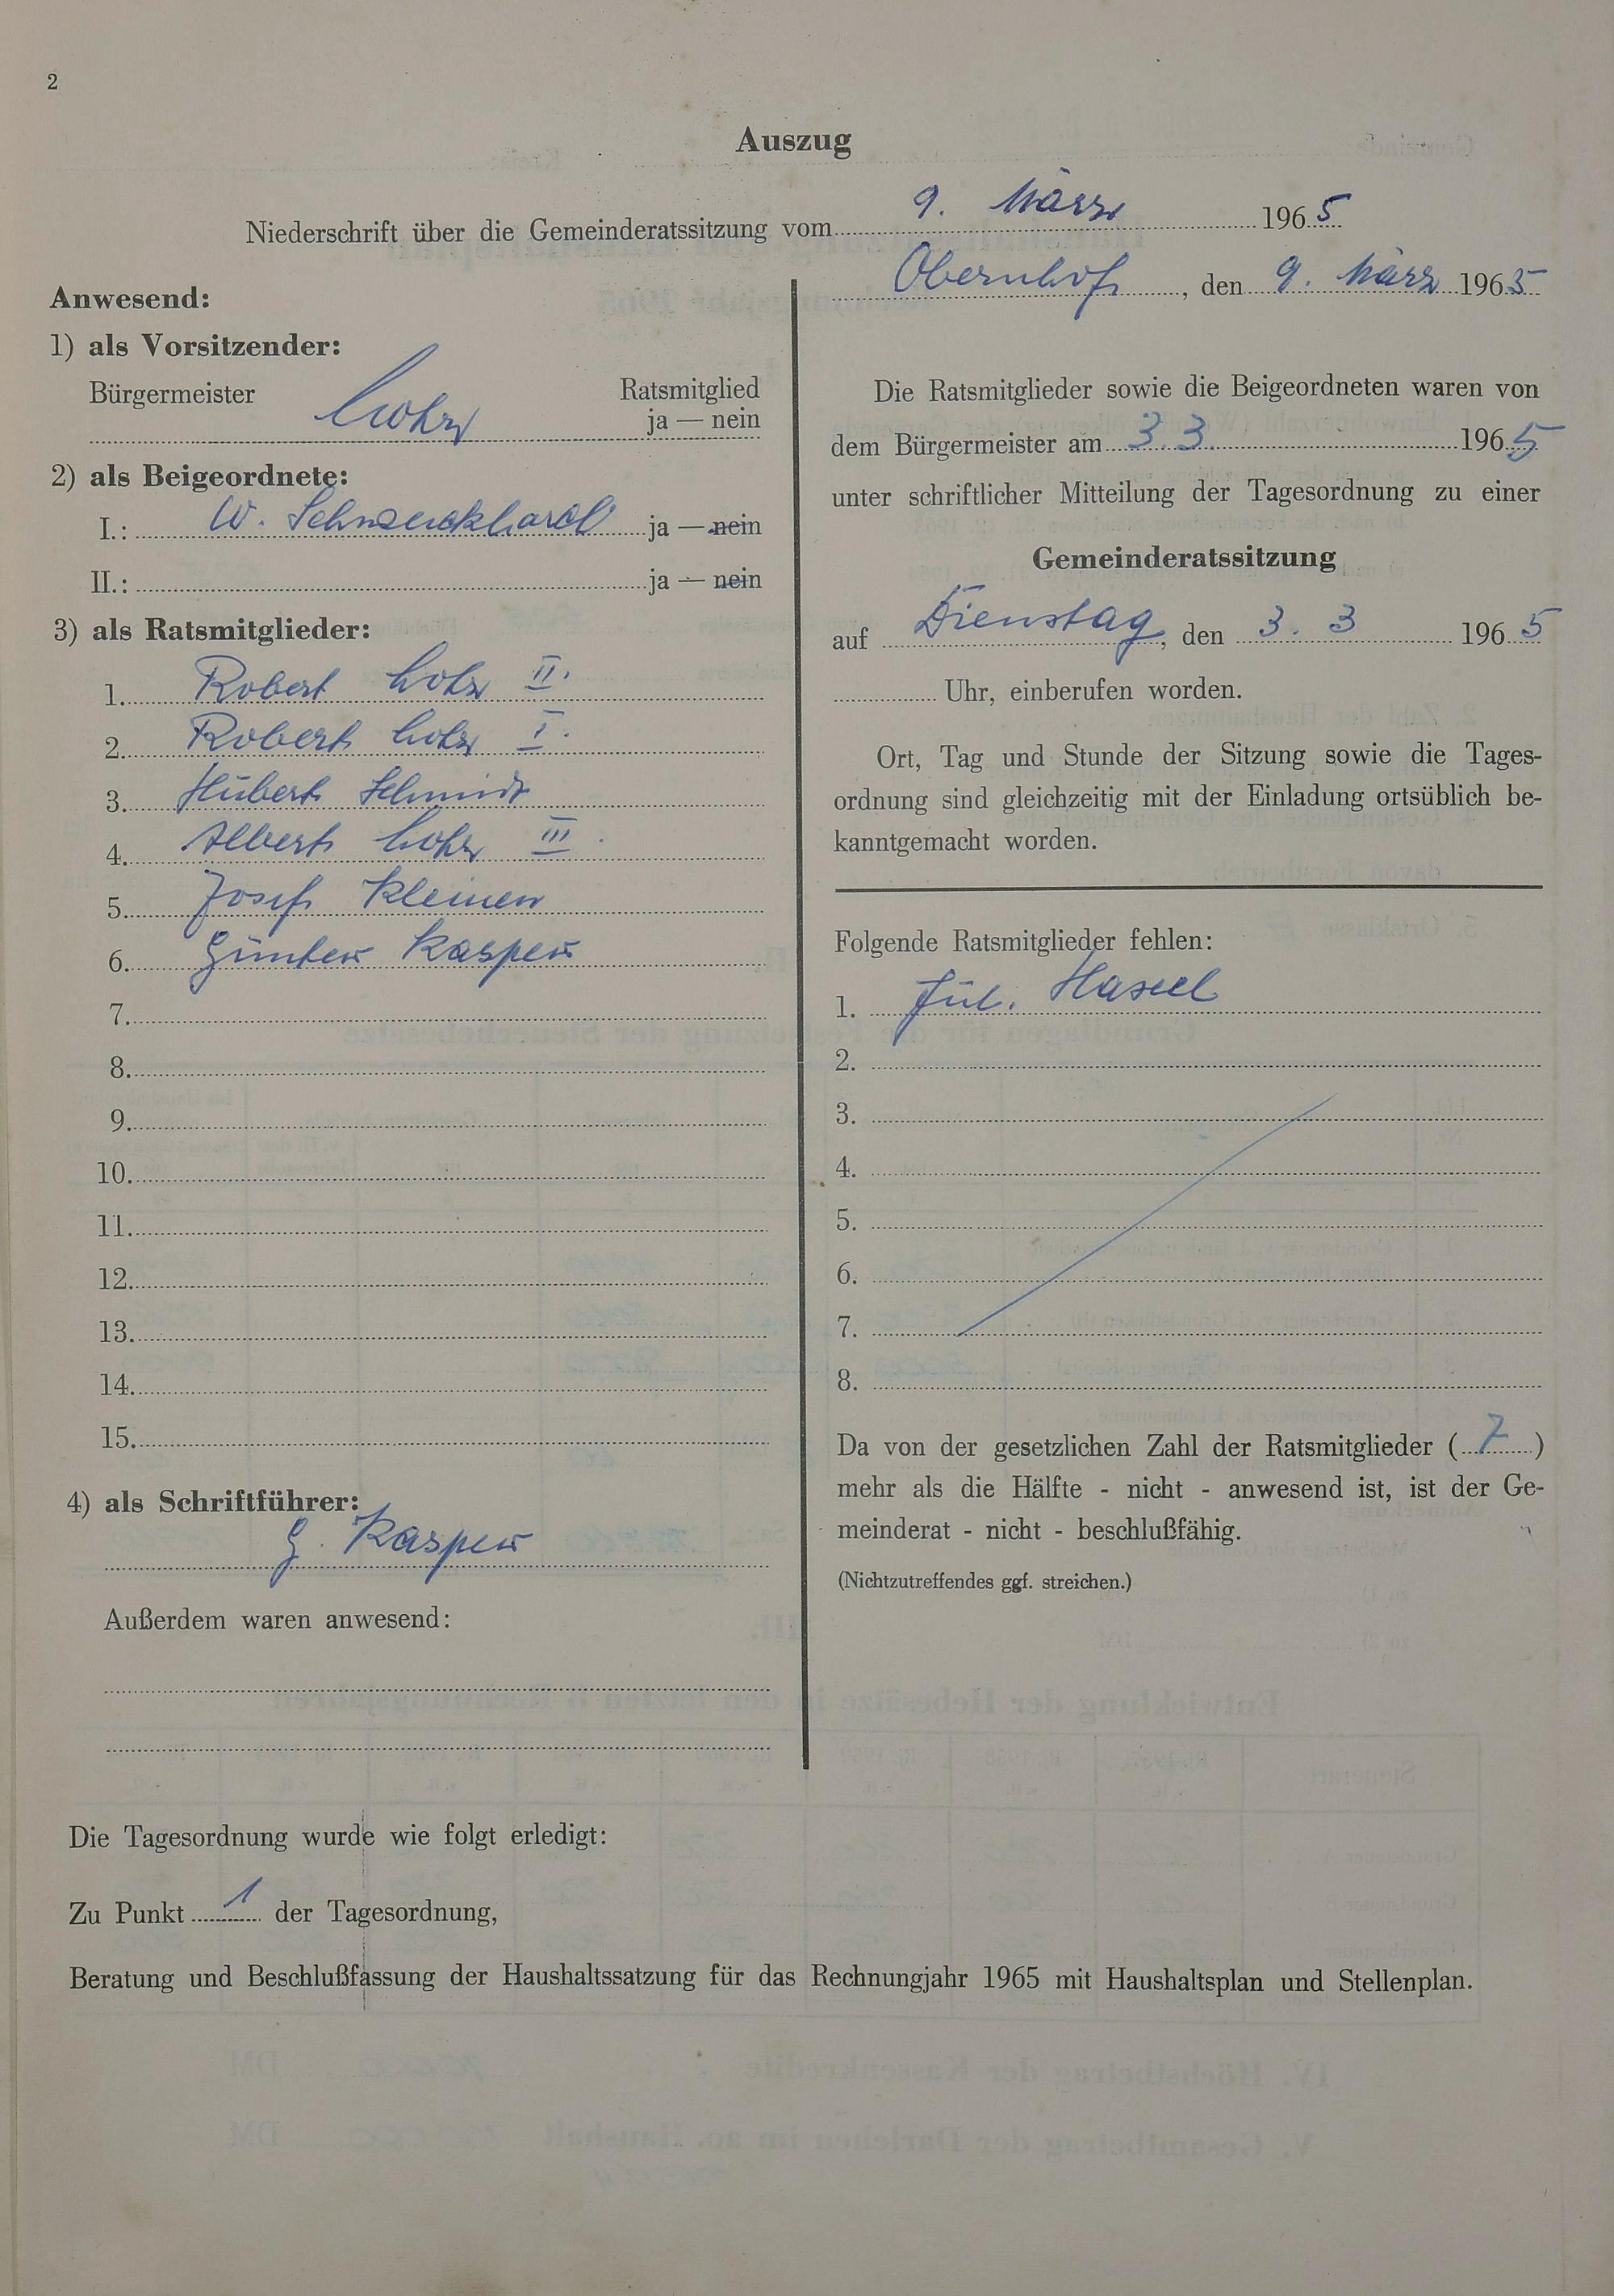 2
Auszug
Niederschrift über die Gemeinderatssitzung vom 9. März 1965
Anwesend:
1) als Vorsitzender:
Bürgermeister Ratsmitglied
ja — nein
2) als Beigeordnete:
I.: W. ja — nein
II.: ja — nein
3) als Ratsmitglieder:
1. Robert II.
2. Robert I.
3. Hubert Schmidt
4. Albert III.
5. Josef
6. Günter Kasper
7.
8.
9.
10.
11.
12.
13.
14.
15.
4) als Schriftführer:
G. Kasper
Außerdem waren anwesend:
Obernhof, den 9. März 1965
Die Ratsmitglieder sowie die Beigeordneten waren von
dem Bürgermeister am 3.3. 1965
unter schriftlicher Mitteilung der Tagesordnung zu einer
Gemeinderatssitzung
auf Dienstag, den 3. 3 1965
Uhr, einberufen worden.
Ort, Tag und Stunde der Sitzung sowie die Tages-
ordnung sind gleichzeitig mit der Einladung ortsüblich be-
kanntgemacht worden.
Folgende Ratsmitglieder fehlen:
1. Jul.
2.
3.
4.
5.
6.
7.
8.
Da von der gesetzlichen Zahl der Ratsmitglieder (7)
mehr als die Hälfte - nicht - anwesend ist, ist der Ge-
meinderat - nicht - beschlußfähig.
(Nichtzutreffendes ggf. streichen.)
Die Tagesordnung wurde wie folgt erledigt:
Zu Punkt 1 der Tagesordnung,
Beratung und Beschlußfassung der Haushaltssatzung für das Rechnungjahr 1965 mit Haushaltsplan und Stellenplan.